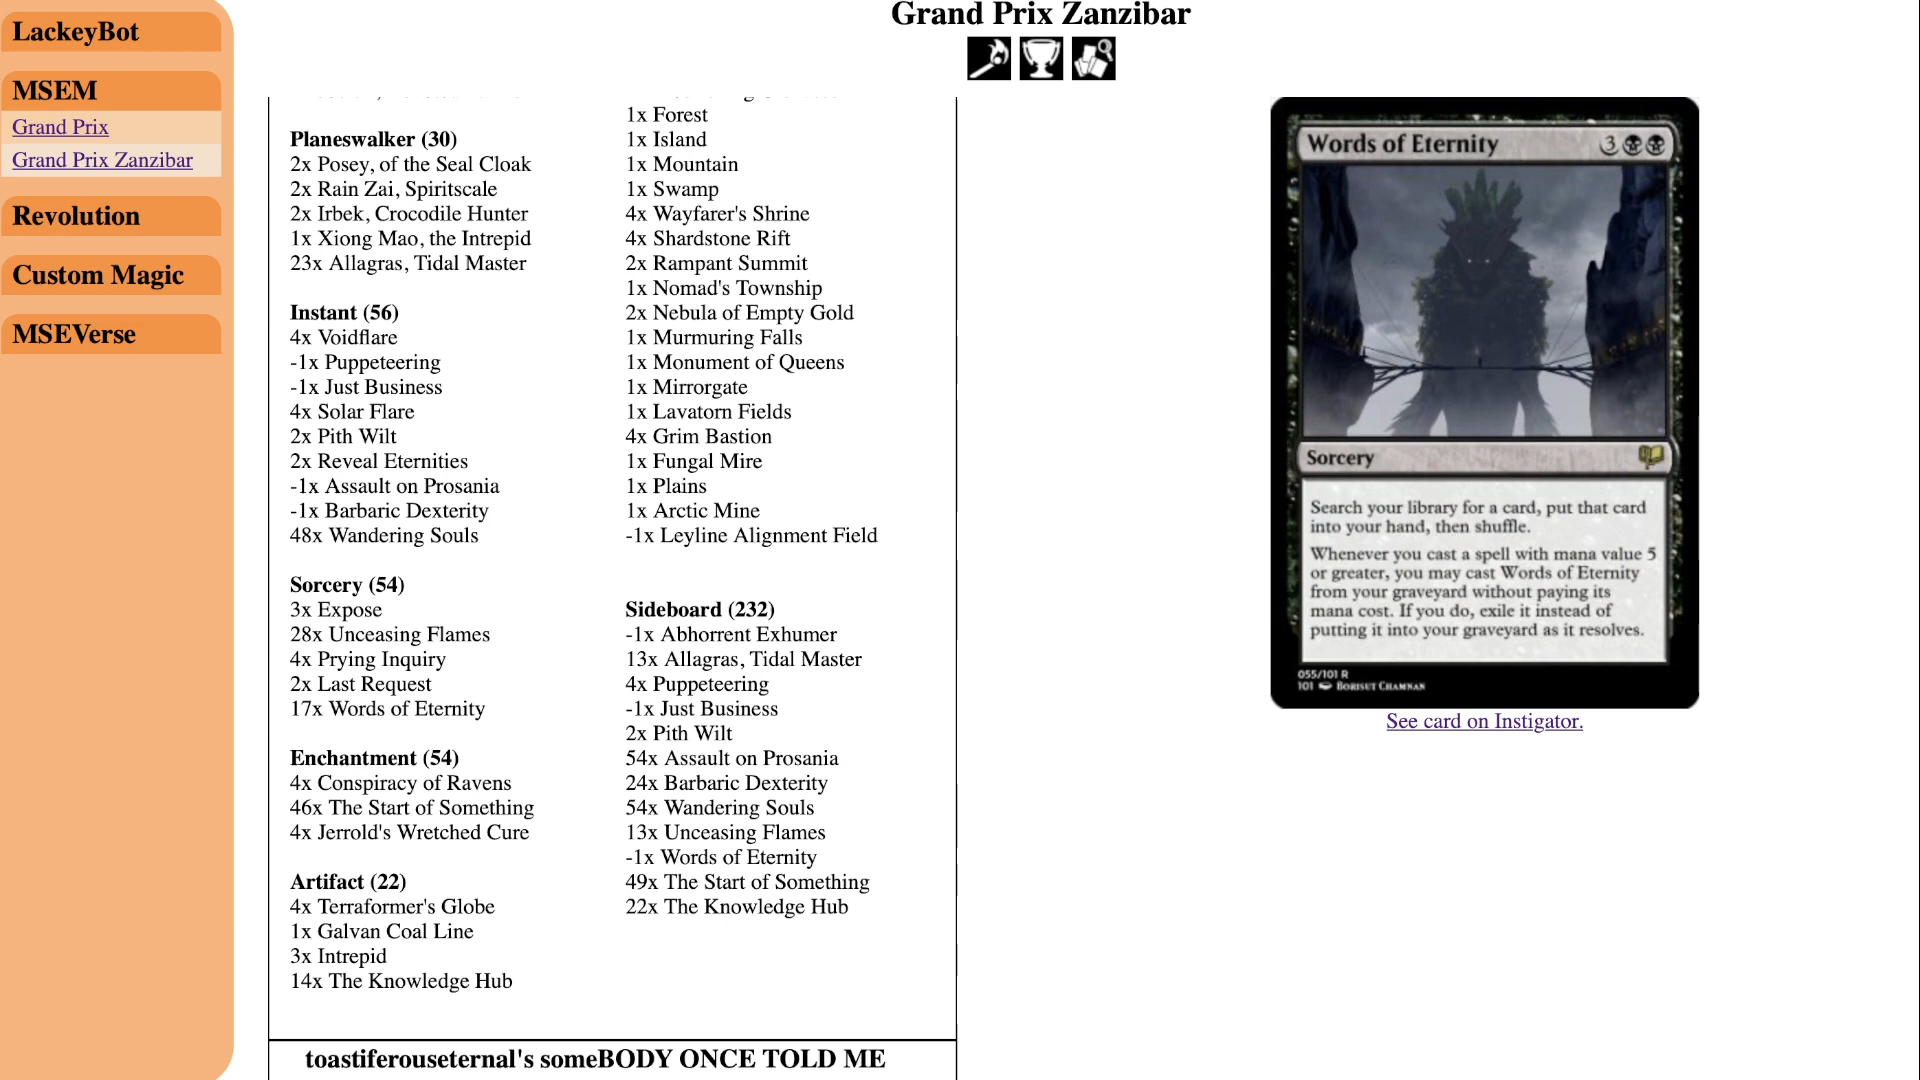 LackeyBot
MSEM
Grand Prix
Grand Prix Zanzibar
Revolution
Custom Magic
MSEVerse
Grand Prix Zanzibar
Planeswalker (30)
2x Posey, of the Seal Cloak
2x Rain Zai, Spiritscale
2x Irbek, Crocodile Hunter
1x Xiong Mao, the Intrepid
23x Allagras, Tidal Master
Instant (56)
4x Voidflare
-1x Puppeteering
-1x Just Business
4x Solar Flare
2x Pith Wilt
2x Reveal Eternities
-1x Assault on Prosania
-1x Barbaric Dexterity
48x Wandering Souls
Sorcery (54)
3x Expose
28x Unceasing Flames
4x Prying Inquiry
2x Last Request
17x Words of Eternity
Enchantment (54)
4x Conspiracy of Ravens
46x The Start of Something
4x Jerrold's Wretched Cure
Artifact (22)
4x Terraformer's Globe
1x Galvan Coal Line
3x Intrepid
14x The Knowledge Hub
1x Forest
1x Island
1x Mountain
1x Swamp
4x Wayfarer's Shrine
4x Shardstone Rift
2x Rampant Summit
1x Nomad's Township
2x Nebula of Empty Gold
1x Murmuring Falls
1x Monument of Queens
1x Mirrorgate
1x Lavatorn Fields
4x Grim Bastion
1x Fungal Mire
1x Plains
1x Arctic Mine
-1x Leyline Alignment Field
Sideboard (232)
-1x Abhorrent Exhumer
13x Allagras, Tidal Master
4x Puppeteering
-1x Just Business
2x Pith Wilt
54x Assault on Prosania
24x Barbaric Dexterity
54x Wandering Souls
13x Unceasing Flames
-1x Words of Eternity
49x The Start of Something
22x The Knowledge Hub
toastiferouseternal's someBODY ONCE TOLD ME
Words of Eternity 3
Sorcery
Search your library for a card, put that card
into your hand, then shuffle.
Whenever you cast a spell with mana value 5
or greater, you may cast Words of Eternity
from your graveyard without paying its
mana cost. If you do, exile it instead of
putting it into your graveyard as it resolves.
055/101 R
101 Borisut Chamnan
See card on Instigator.